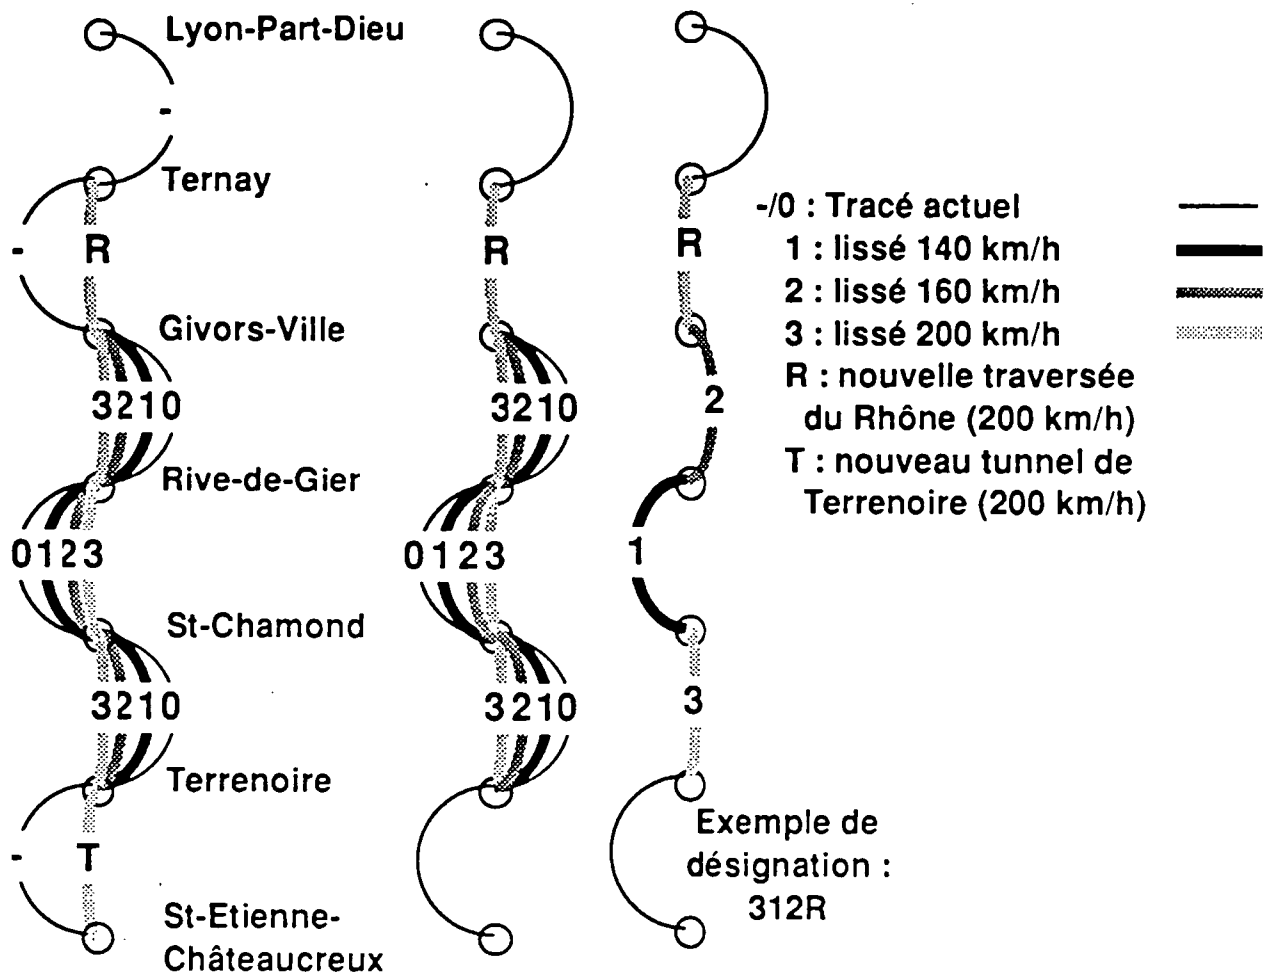 Lyon-Part-Dieu
-
Ternay
-
R
Givors-Ville
3210
Rive-de-Gier
0123
St-Chamond
3210
Terrenoire
-
T
St-Etienne-
Châteaucreux
R
3210
0123
3210
R
2
1
3
Exemple de
désignation :
312R
-/0 : Tracé actuel
1 : lissé 140 km/h
2 : lissé 160 km/h
3 : lissé 200 km/h
R : nouvelle traversée
du Rhône (200 km/h)
T : nouveau tunnel de
Terrenoire (200 km/h)